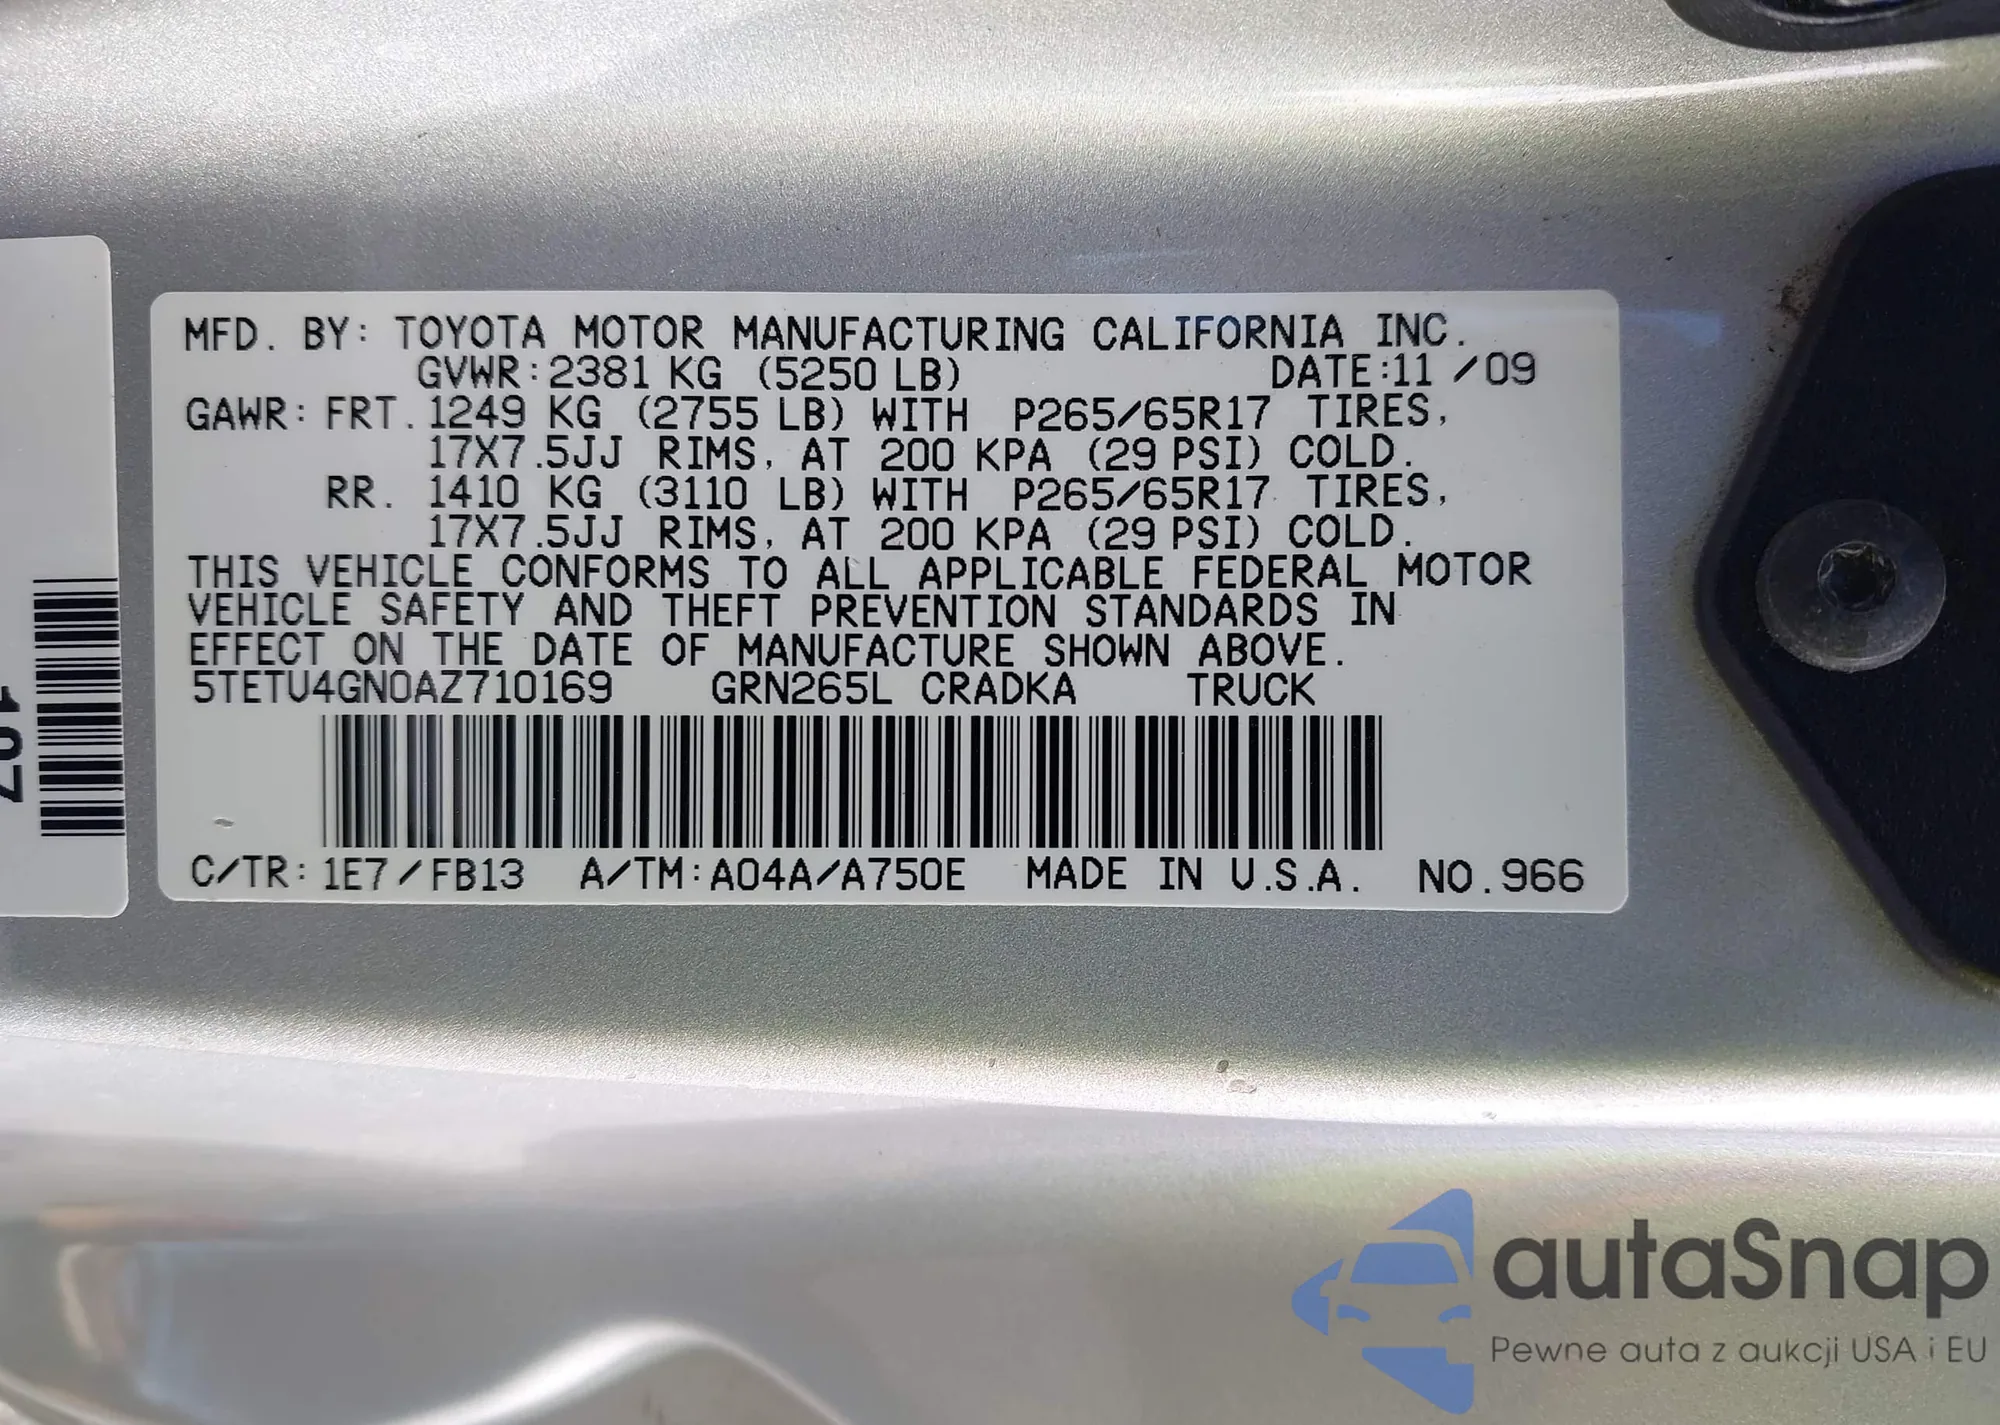 MFD. BY: TOYOTA MOTOR MANUFACTURING CALIFORNIA INC.
GVWR: 2381 KG (5250 LB) DATE: 11 /09
GAWR: FRT. 1249 KG (2755 LB) WITH P265/65R17 TIRES,
17X7.5JJ RIMS, AT 200 KPA (29 PSI) COLD.
RR. 1410 KG (3110 LB) WITH P265/65R17 TIRES,
17X7.5JJ RIMS, AT 200 KPA (29 PSI) COLD.
THIS VEHICLE CONFORMS TO ALL APPLICABLE FEDERAL MOTOR
VEHICLE SAFETY AND THEFT PREVENTION STANDARDS IN
EFFECT ON THE DATE OF MANUFACTURE SHOWN ABOVE.
5TETU4GN0AZ710169 GRN265L CRADKA TRUCK
C/TR: 1E7/FB13 A/TM: A04A/A750E MADE IN U.S.A. NO.966
autaSnap
Pewne auta z aukcji USA i EU